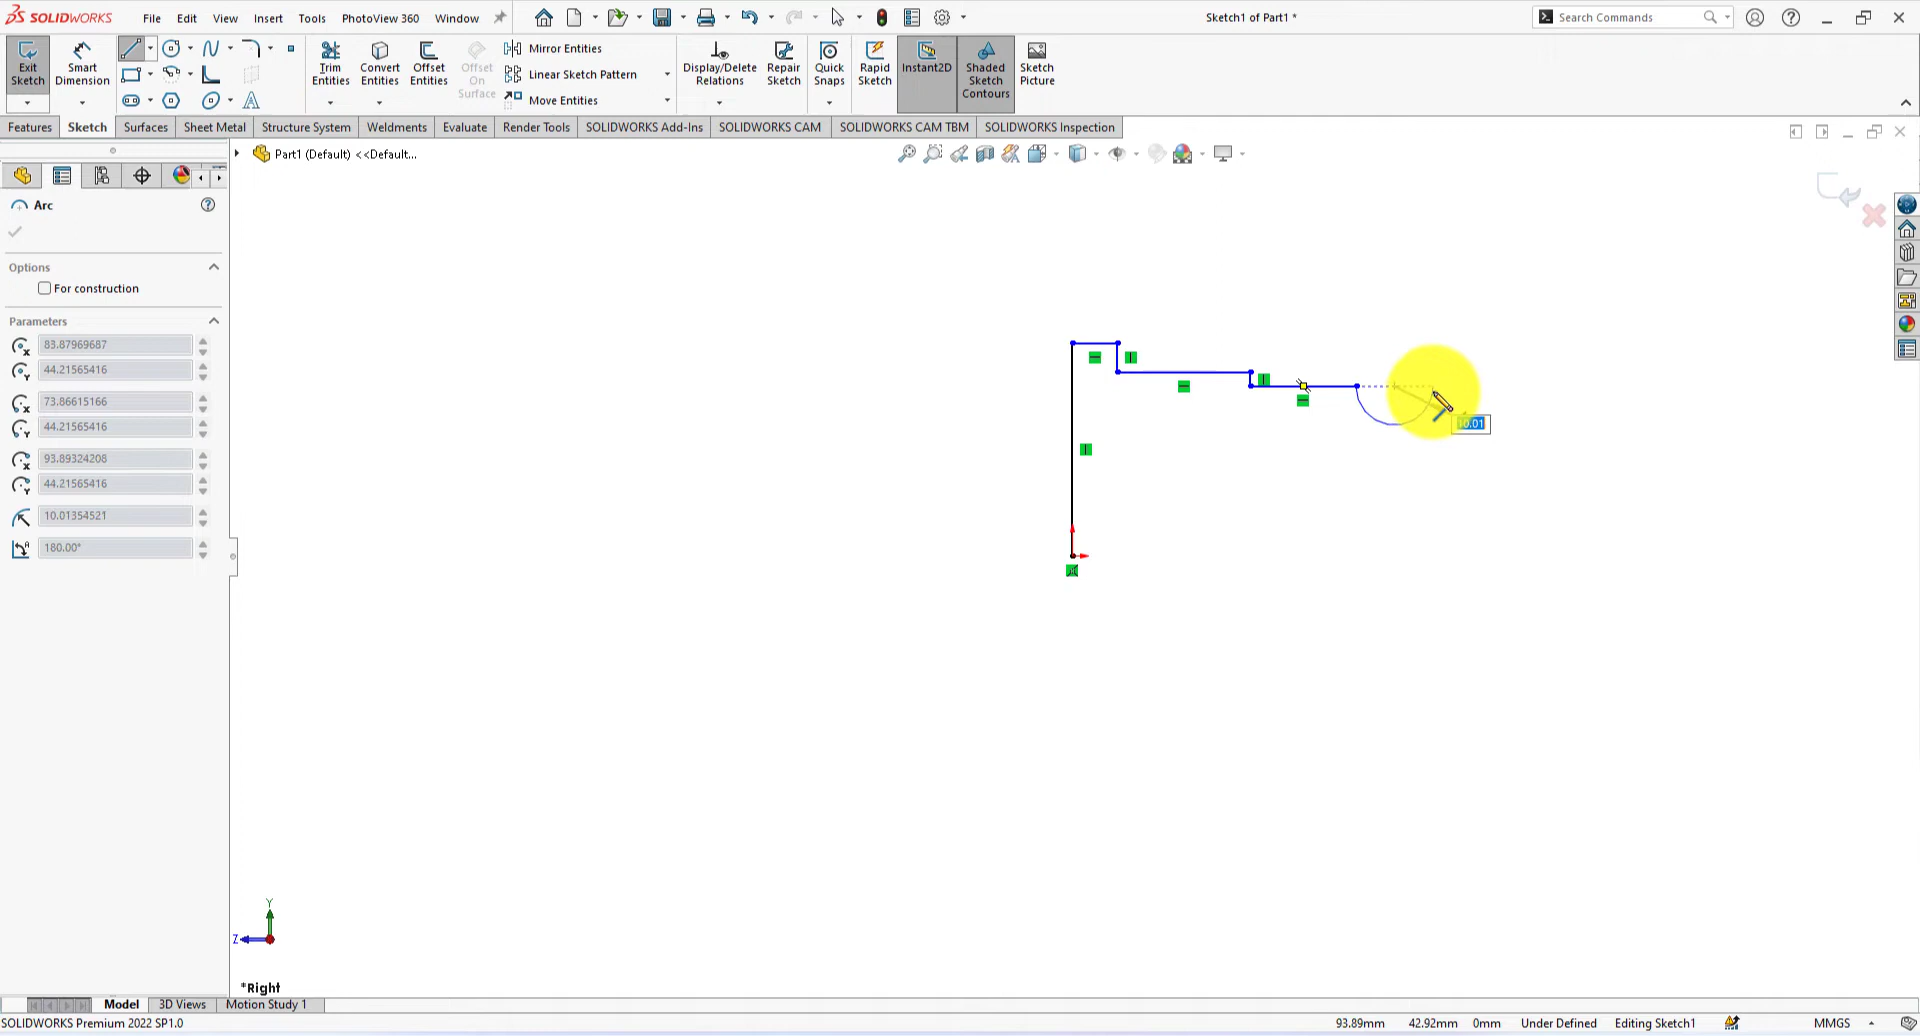 SOLIDWORKS
File Edit View Insert Tools PhotoView 360 Window
Sketch1 of Part1 *
Search Commands
Exit Sketch
Smart Dimension
Trim Entities
Convert Entities
Offset Entities
Offset On Surface
Mirror Entities
Linear Sketch Pattern
Move Entities
Display/Delete Relations
Repair Sketch
Quick Snaps
Rapid Sketch
Instant2D
Shaded Sketch Contours
Sketch Picture
Features Sketch Surfaces Sheet Metal Structure System Weldments Evaluate Render Tools SOLIDWORKS Add-Ins SOLIDWORKS CAM SOLIDWORKS CAM TBM SOLIDWORKS Inspection
Part1 (Default) <<Default...
Arc
Options
For construction
Parameters
83.87969687
44.21565416
73.86615166
44.21565416
93.89324208
44.21565416
10.01354521
180.00°
10.01
Y
Z
*Right
Model 3D Views Motion Study 1
SOLIDWORKS Premium 2022 SP1.0
93.89mm 42.92mm 0mm Under Defined Editing Sketch1 MMGS